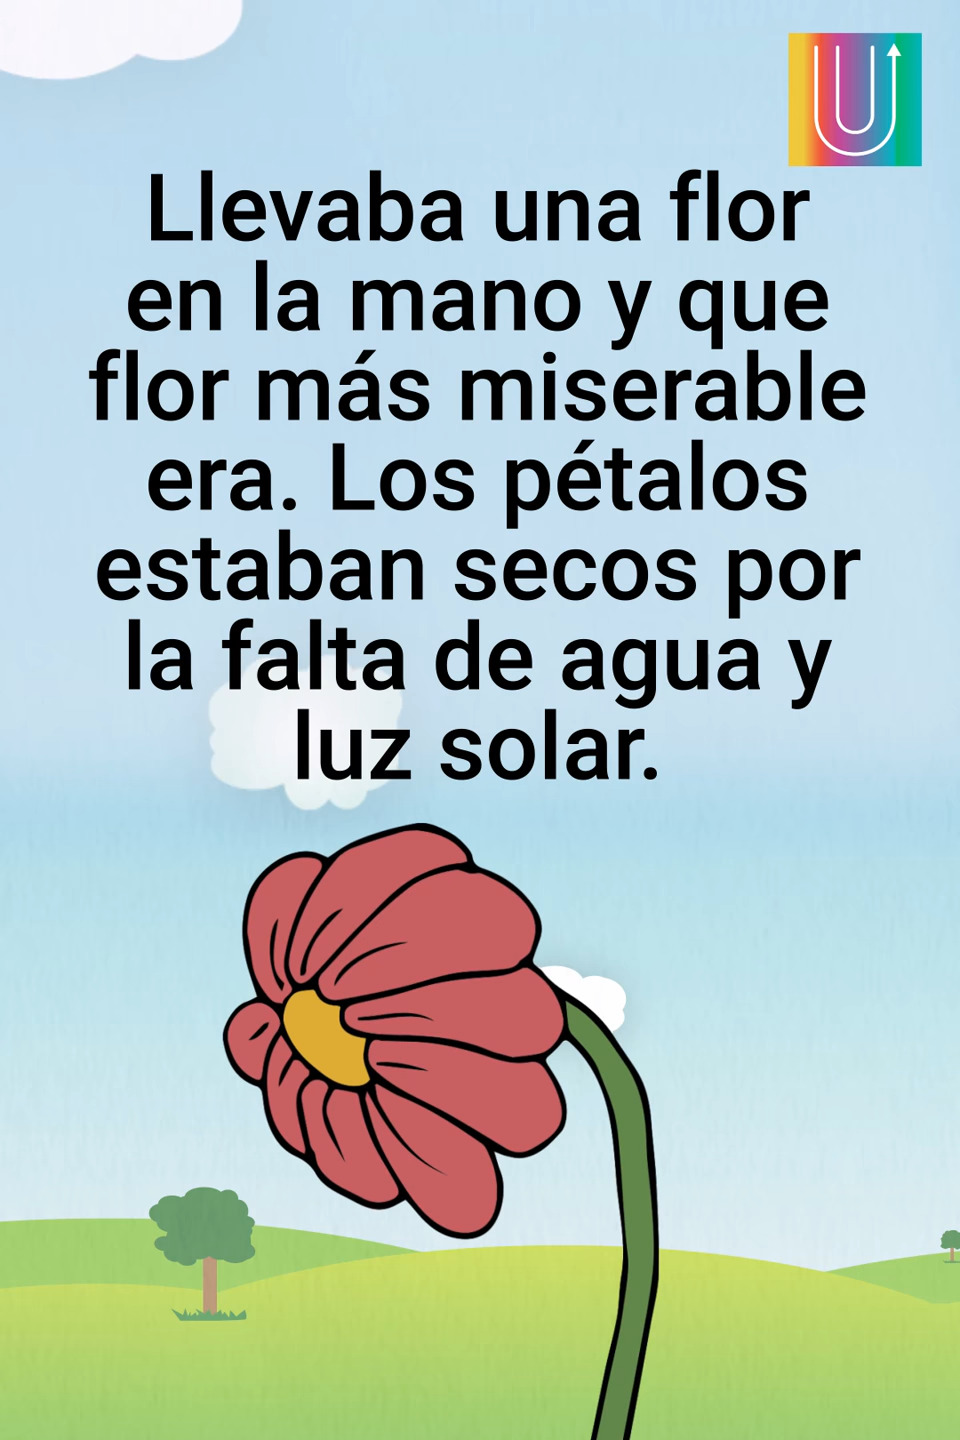 Llevaba una flor
en la mano y que
flor más miserable
era. Los pétalos
estaban secos por
la falta de agua y
luz solar.